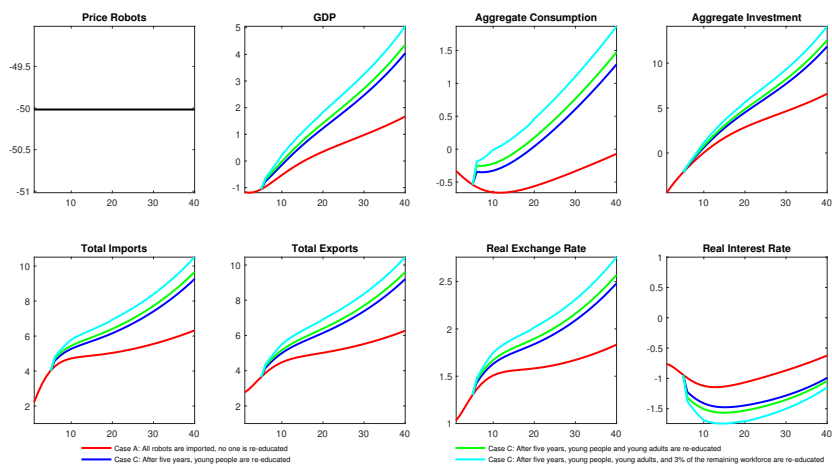 Price Robots
GDP
Aggregate Consumption
Aggregate Investment
-49.5
-50
-50.5
-51
10 20 30 40
5
4
3
2
1
0
-1
10 20 30 40
1.5
1
0.5
0
-0.5
10 20 30 40
10
5
0
10 20 30 40
Total Imports
Total Exports
Real Exchange Rate
Real Interest Rate
10
8
6
4
2
10 20 30 40
10
8
6
4
2
10 20 30 40
2.5
2
1.5
1
10 20 30 40
1
0.5
0
-0.5
-1
-1.5
10 20 30 40
Case A: All robots are imported, no one is re-educated
Case C: After five years, young people are re-educated
Case C: After five years, young people and young adults are re-educated
Case C: After five years, young people, young adults, and 3% of the remaining workforce are re-educated